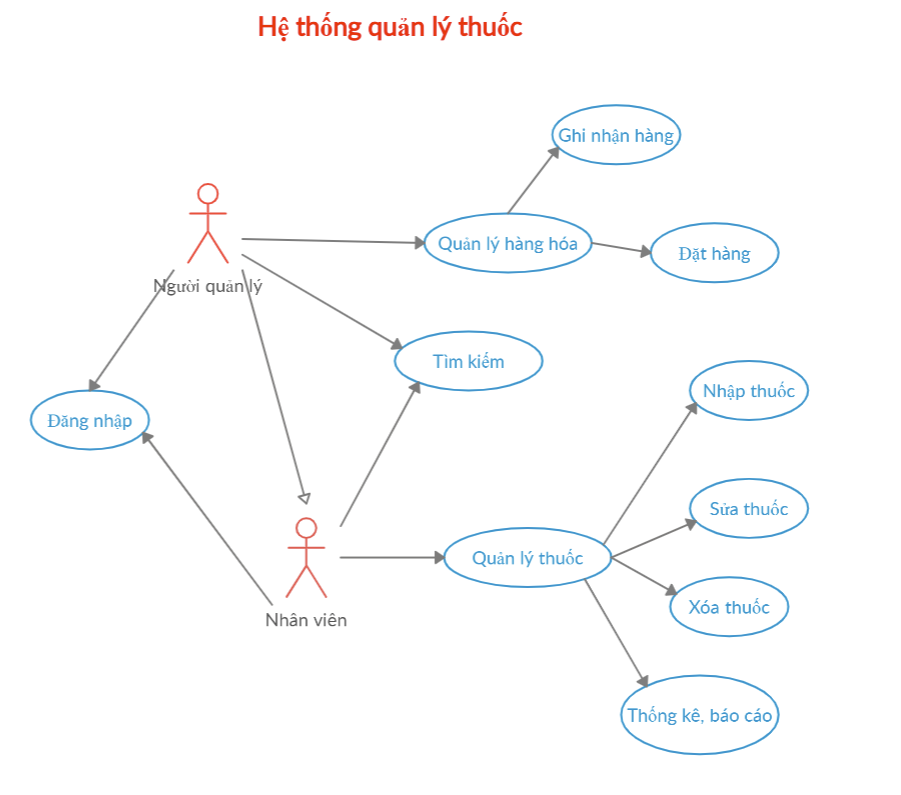 Hệ thống quản lý thuốc
Ghi nhận hàng
Quản lý hàng hóa
Đặt hàng
Người quản lý
Tìm kiếm
Nhập thuốc
Đăng nhập
Sửa thuốc
Quản lý thuốc
Xóa thuốc
Nhân viên
Thống kê, báo cáo